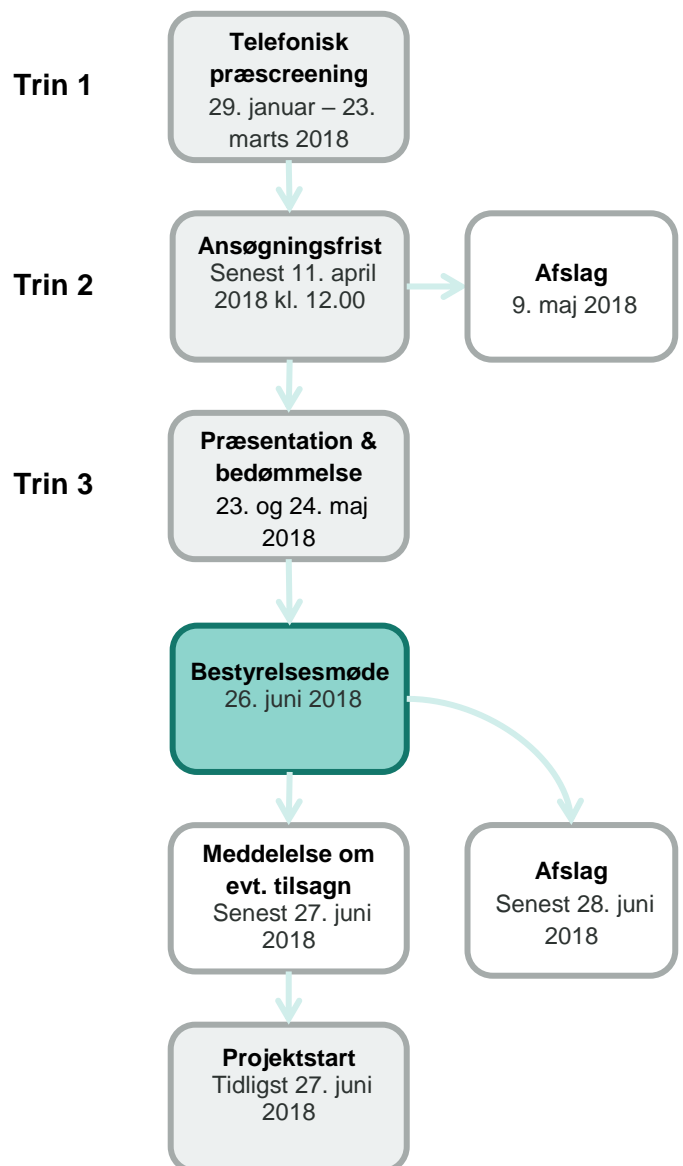 Trin 1
Telefonisk
præscreening
29. januar – 23.
marts 2018
Trin 2
Ansøgningsfrist
Senest 11. april
2018 kl. 12.00
Afslag
9. maj 2018
Trin 3
Præsentation &
bedømmelse
23. og 24. maj
2018
Bestyrelsesmøde
26. juni 2018
Meddelelse om
evt. tilsagn
Senest 27. juni
2018
Afslag
Senest 28. juni
2018
Projektstart
Tidligst 27. juni
2018